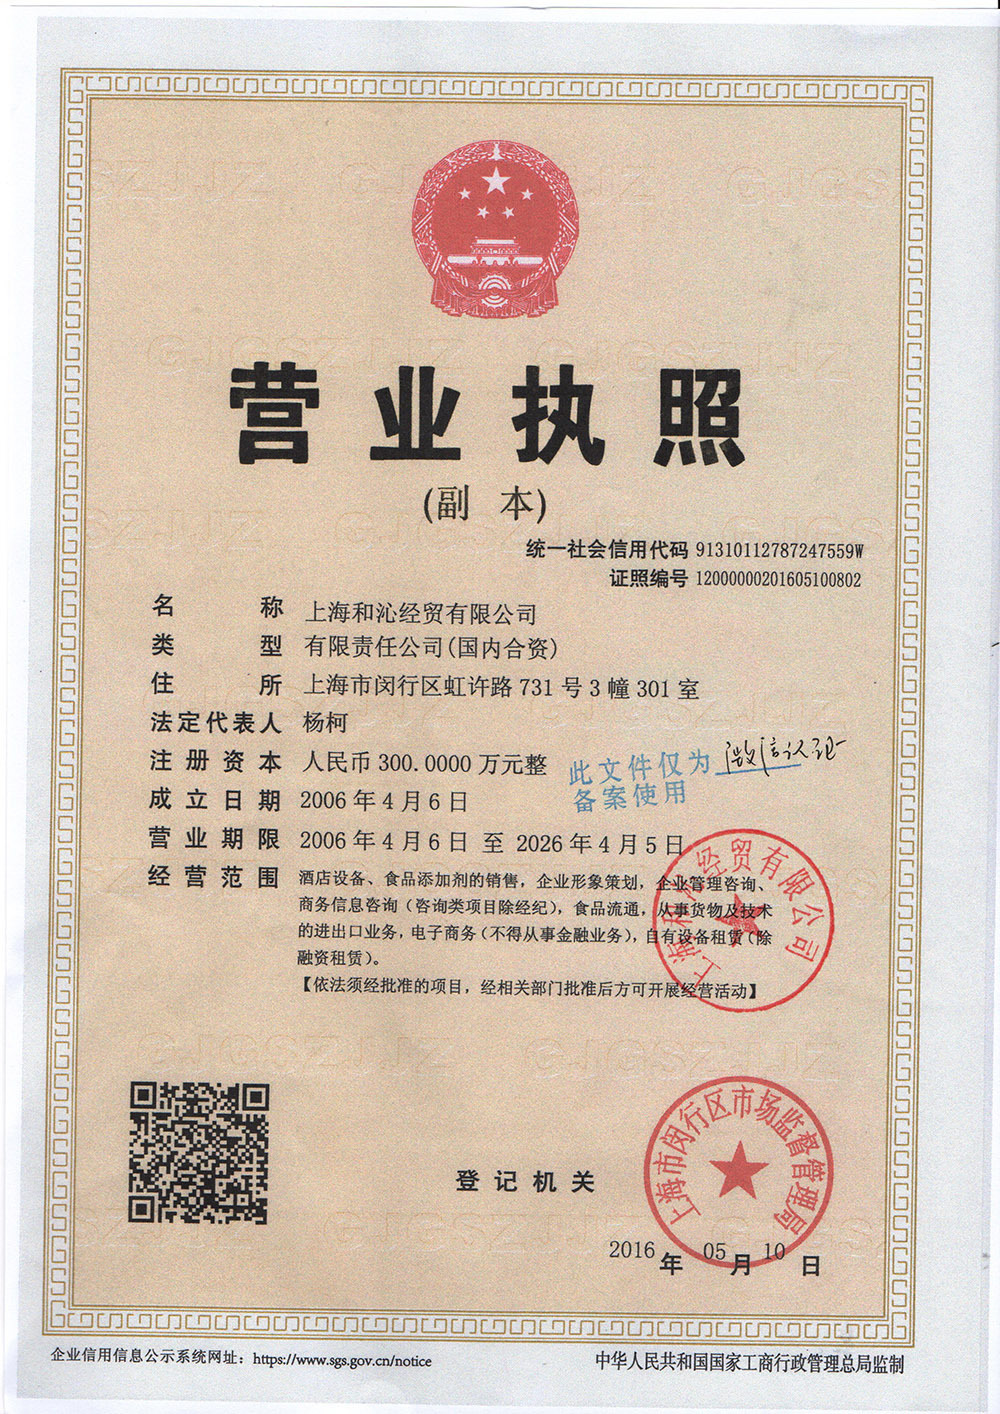 营业执照
(副 本)
统一社会信用代码 91310112787247559W
证照编号 12000000201605100802
名称 上海和沁经贸有限公司
类型 有限责任公司(国内合资)
住所 上海市闵行区虹许路731号3幢301室
法定代表人 杨柯
注册资本 人民币300.0000万元整
此文件仅为 微信认证
备案使用
成立日期 2006年4月6日
营业期限 2006年4月6日 至 2026年4月5日
经营范围 酒店设备、食品添加剂的销售，企业形象策划，企业管理咨询、
商务信息咨询（咨询类项目除经纪），食品流通，从事货物及技术
的进出口业务，电子商务（不得从事金融业务），自有设备租赁（除
融资租赁）。
【依法须经批准的项目，经相关部门批准后方可开展经营活动】
上海和沁经贸有限公司
登记机关
上海市闵行区市场监督管理局
2016年05月10日
企业信用信息公示系统网址：https://www.sgs.gov.cn/notice
中华人民共和国国家工商行政管理总局监制